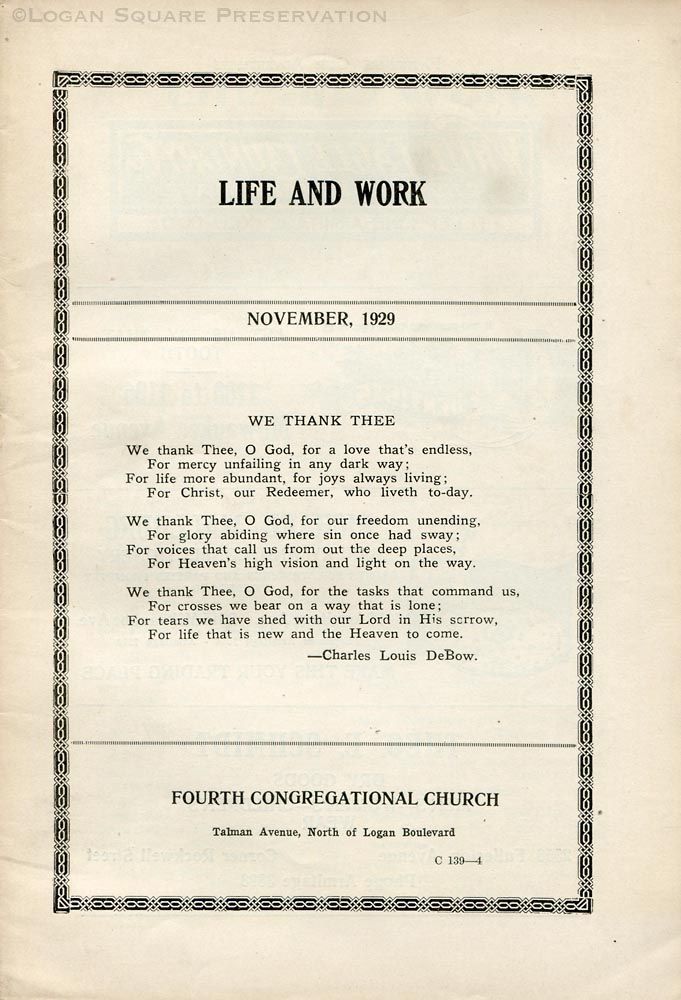 ©Logan Square Preservation
LIFE AND WORK
NOVEMBER, 1929
WE THANK THEE
We thank Thee, O God, for a love that's endless,
For mercy unfailing in any dark way;
For life more abundant, for joys always living;
For Christ, our Redeemer, who liveth to-day.
We thank Thee, O God, for our freedom unending,
For glory abiding where sin once had sway;
For voices that call us from out the deep places,
For Heaven's high vision and light on the way.
We thank Thee, O God, for the tasks that command us,
For crosses we bear on a way that is lone;
For tears we have shed with our Lord in His sorrow,
For life that is new and the Heaven to come.
—Charles Louis DeBow.
FOURTH CONGREGATIONAL CHURCH
Talman Avenue, North of Logan Boulevard
C 139—4